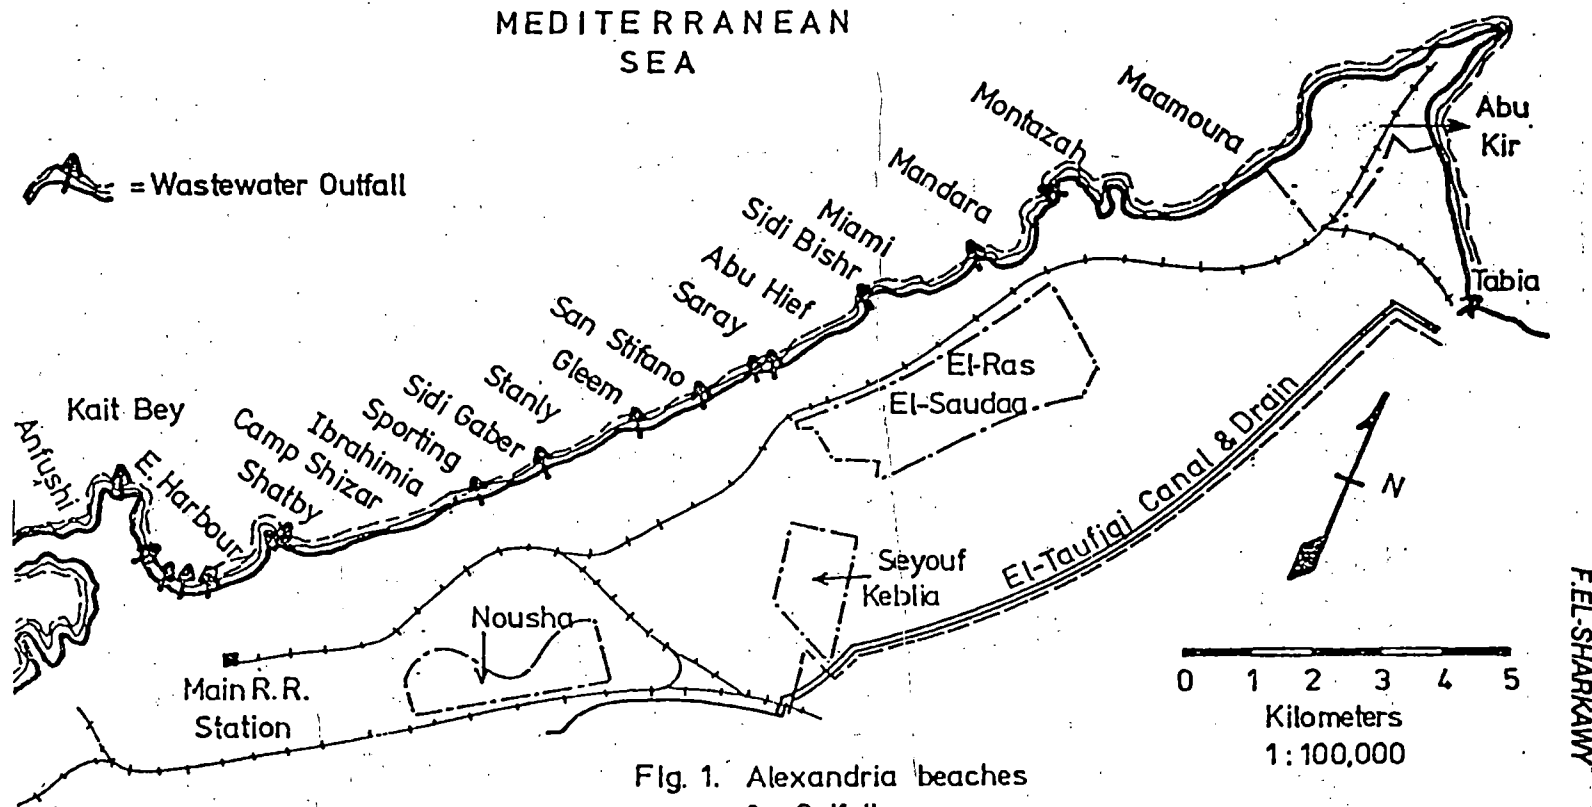 MEDITERRANEAN
SEA
= Wastewater Outfall
Anfushi
Kait Bey
E. Harbour
Shatby
Camp Shizar
Ibrahimia
Sporting
Sidi Gaber
Stanly
Gleem
San Stifano
Saray
Abu Hief
Sidi Bishr
Miami
Mandara
Montazah
Maamoura
Abu
Kir
Tabia
El-Ras
El-Saudaa
El-Taufiqi Canal & Drain
Seyouf
Keblia
Nousha
Main R.R.
Station
N
0 1 2 3 4 5
Kilometers
1:100,000
F.EL-SHARKAWY
Fig. 1. Alexandria beaches